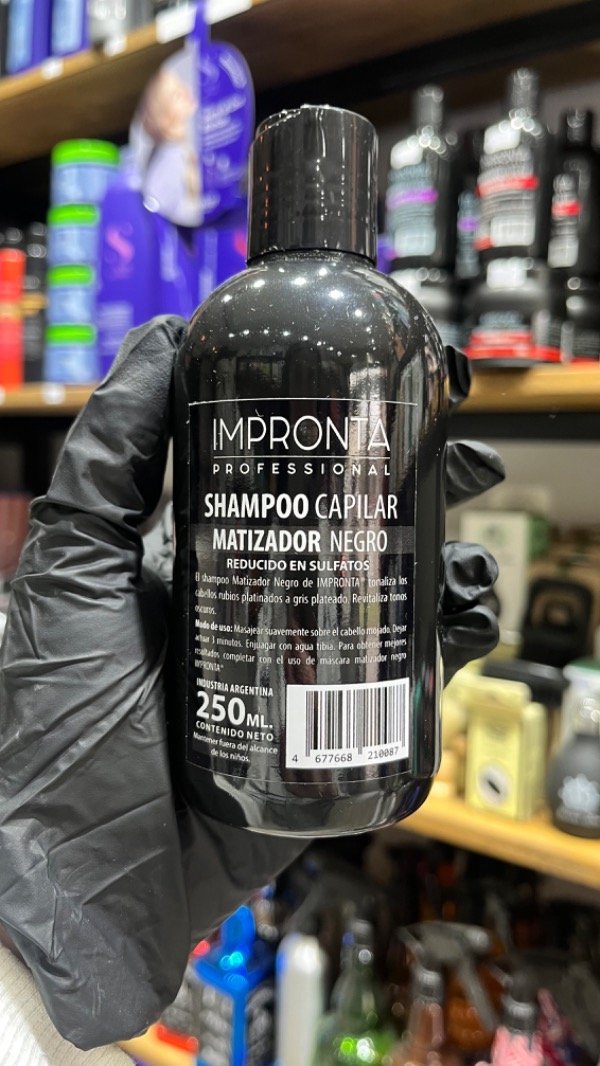 IMPRONTA
PROFESSIONAL
SHAMPOO CAPILAR
MATIZADOR NEGRO
REDUCIDO EN SULFATOS
El shampoo Matizador Negro de IMPRONTA® tonaliza los
cabellos rubios platinados a gris plateado. Revitaliza tonos
oscuros.
Modo de uso: Masajear suavemente sobre el cabello mojado. Dejar
actuar 3 minutos. Enjuagar con agua tibia. Para obtener mejores
resultados completar con el uso de mascara matizador negro
IMPRONTA®
INDUSTRIA ARGENTINA
250 ML.
CONTENIDO NETO
Mantener fuera del alcance
de los niños.
4 677668 210087